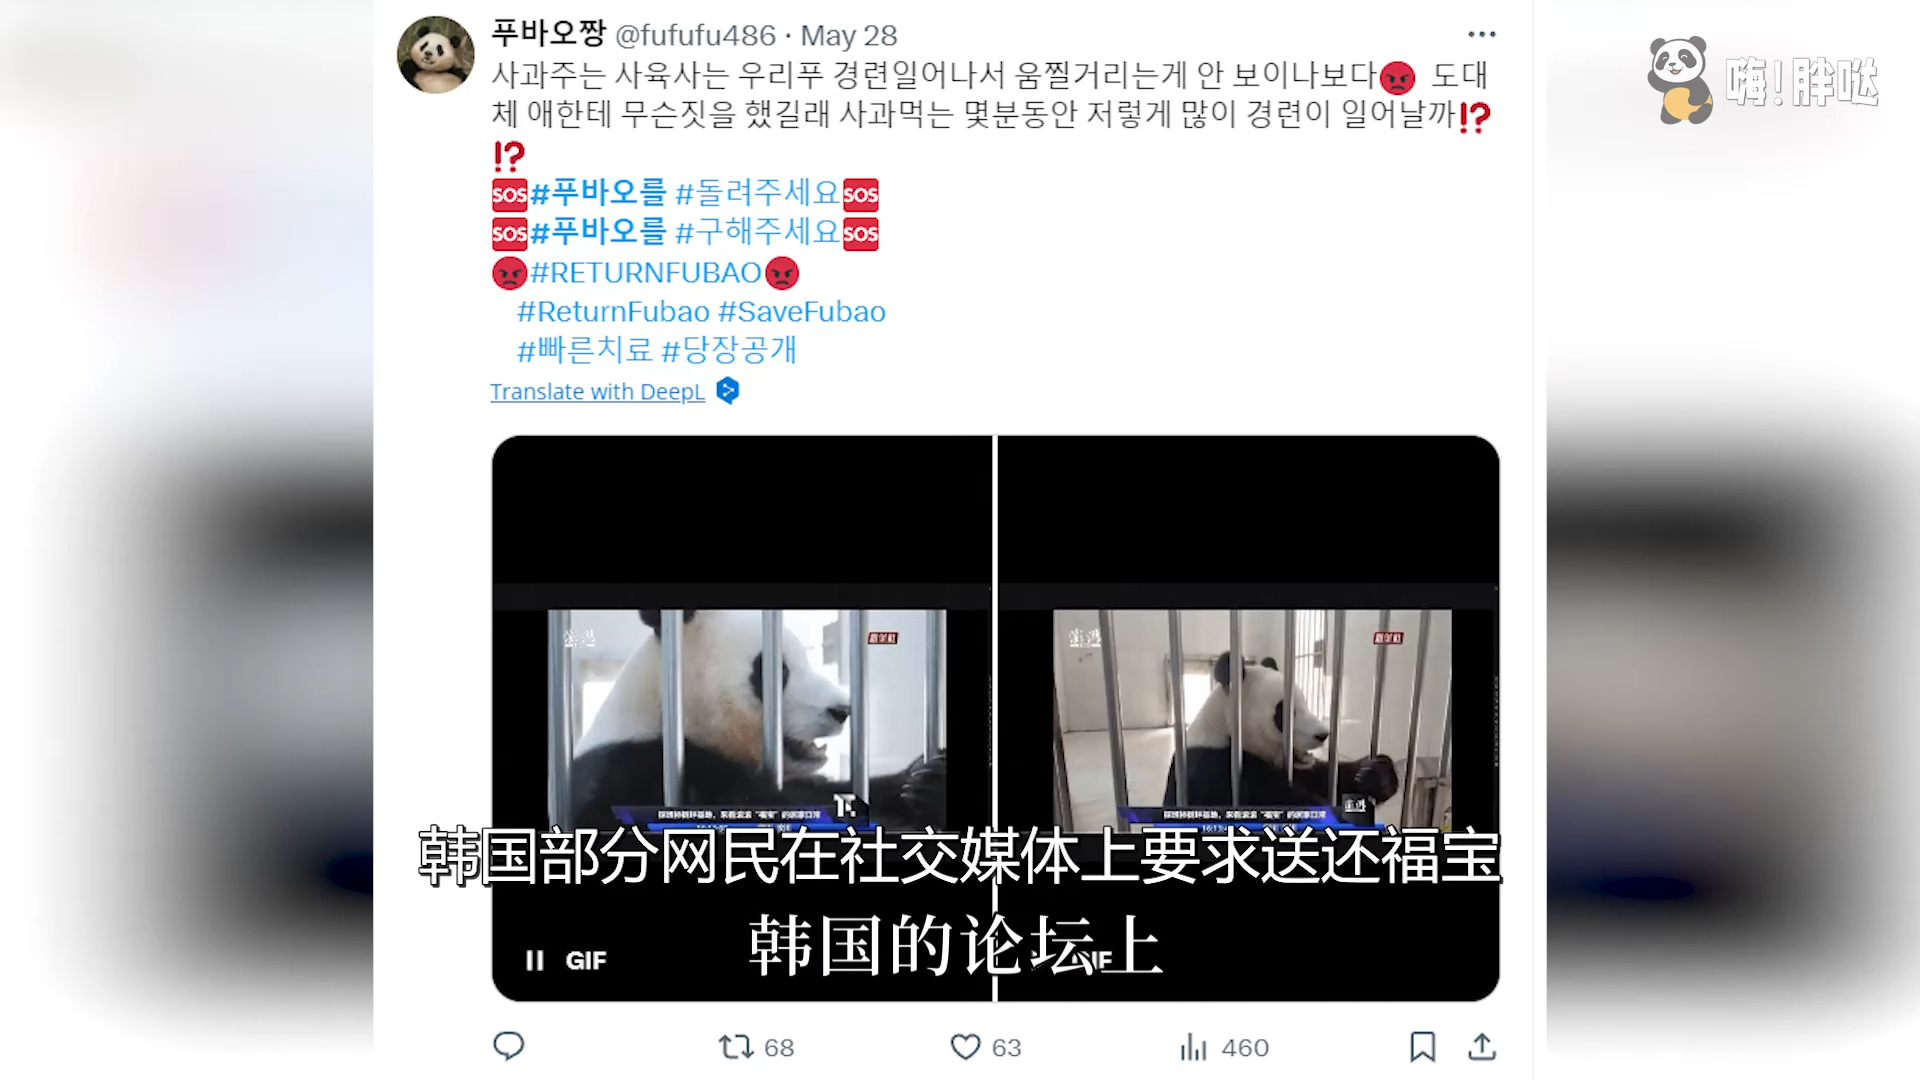 푸바오짱 @fufufu486 · May 28
嗨!胖哒
사과주는 사육사는 우리푸 경련일어나서 움찔거리는게 안 보이나보다😡 도대
체 애한테 무슨짓을 했길래 사과먹는 몇분동안 저렇게 많이 경련이 일어날까⁉️
⁉️
🆘#푸바오를 #돌려주세요🆘
🆘#푸바오를 #구해주세요🆘
😡#RETURNFUBAO😡
#ReturnFubao #SaveFubao
#빠른치료 #당장공개
Translate with DeepL
澎湃
澎湃
韩国部分网民在社交媒体上要求送还福宝
韩国的论坛上
GIF
68 63 460